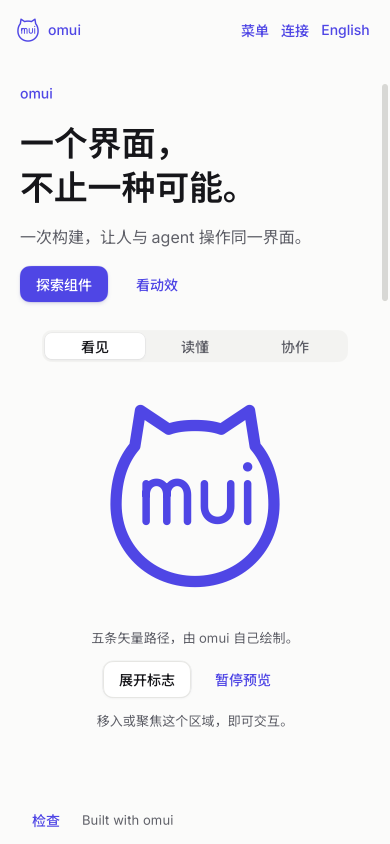 mui omui 菜单 连接 English
omui
一个界面，
不止一种可能。
一次构建，让人与 agent 操作同一界面。
探索组件 看动效
看见 读懂 协作
mui
五条矢量路径，由 omui 自己绘制。
展开标志 暂停预览
移入或聚焦这个区域，即可交互。
检查 Built with omui